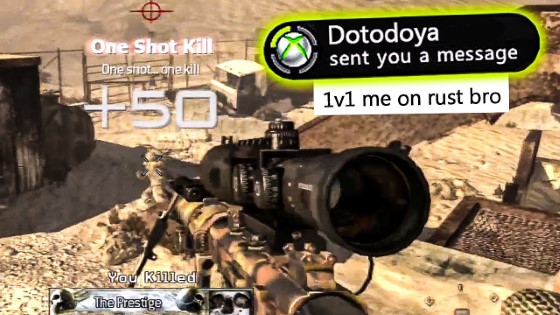 One Shot Kill
One shot... one kill
+50
Dotodoya
sent you a message
1v1 me on rust bro
You Killed
The Prestige